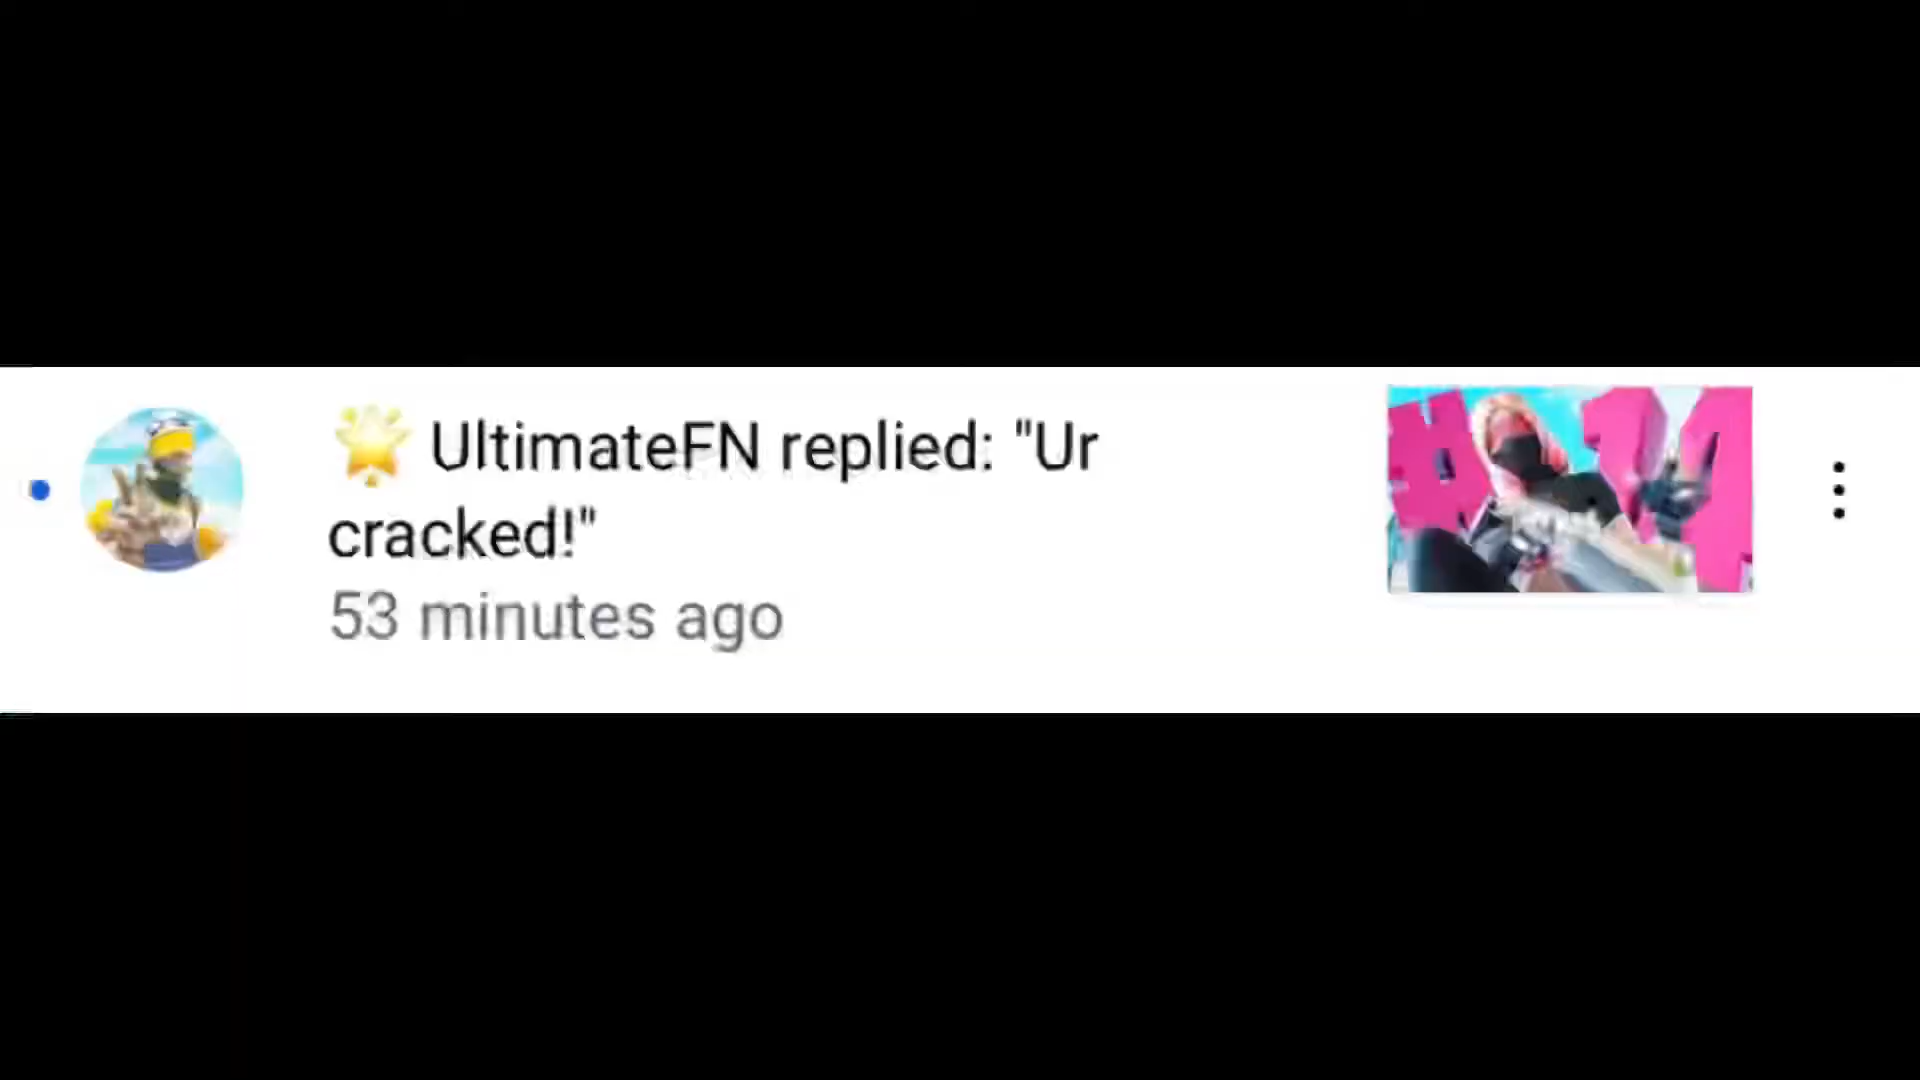 🌟 UltimateFN replied: "Ur
cracked!"
53 minutes ago